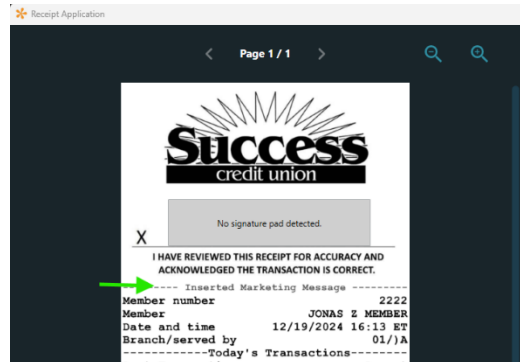 Receipt Application
Page 1 / 1
Success
credit union
No signature pad detected.
X
I HAVE REVIEWED THIS RECEIPT FOR ACCURACY AND
ACKNOWLEDGED THE TRANSACTION IS CORRECT.
---- Inserted Marketing Message ---------
Member number 2222
Member JONAS Z MEMBER
Date and time 12/19/2024 16:13 ET
Branch/served by 01/)A
------------Today's Transactions--------